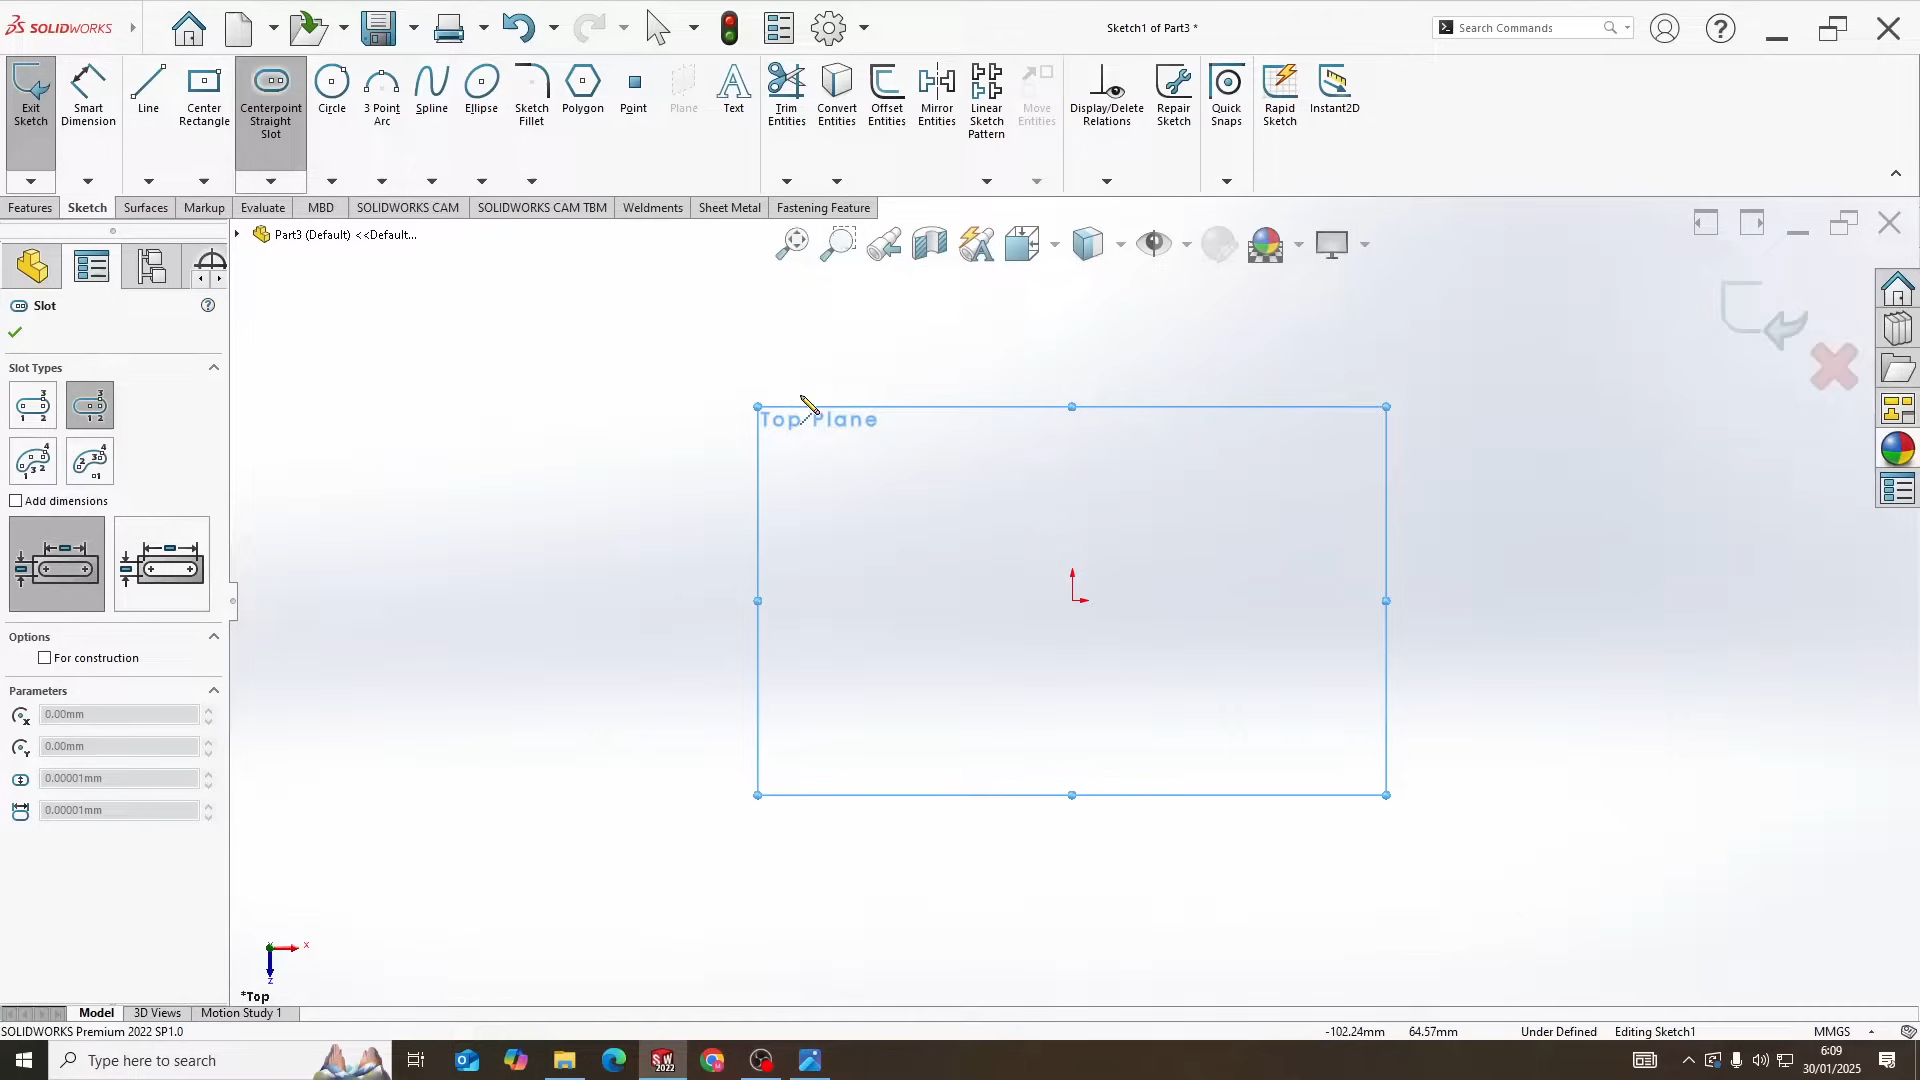 SOLIDWORKS
Sketch1 of Part3 *
Search Commands
Exit Sketch
Smart Dimension
Line
Center Rectangle
Centerpoint Straight Slot
Circle
3 Point Arc
Spline
Ellipse
Sketch Fillet
Polygon
Point
Plane
Text
Trim Entities
Convert Entities
Offset Entities
Mirror Entities
Linear Sketch Pattern
Move Entities
Display/Delete Relations
Repair Sketch
Quick Snaps
Rapid Sketch
Instant2D
Features
Sketch
Surfaces
Markup
Evaluate
MBD
SOLIDWORKS CAM
SOLIDWORKS CAM TBM
Weldments
Sheet Metal
Fastening Feature
Part3 (Default) <<Default...
Slot
Slot Types
Add dimensions
Options
For construction
Parameters
0.00mm
0.00mm
0.00001mm
0.00001mm
Top Plane
x
z
*Top
Model
3D Views
Motion Study 1
SOLIDWORKS Premium 2022 SP1.0
-102.24mm
64.57mm
Under Defined
Editing Sketch1
MMGS
Type here to search
6:09
30/01/2025